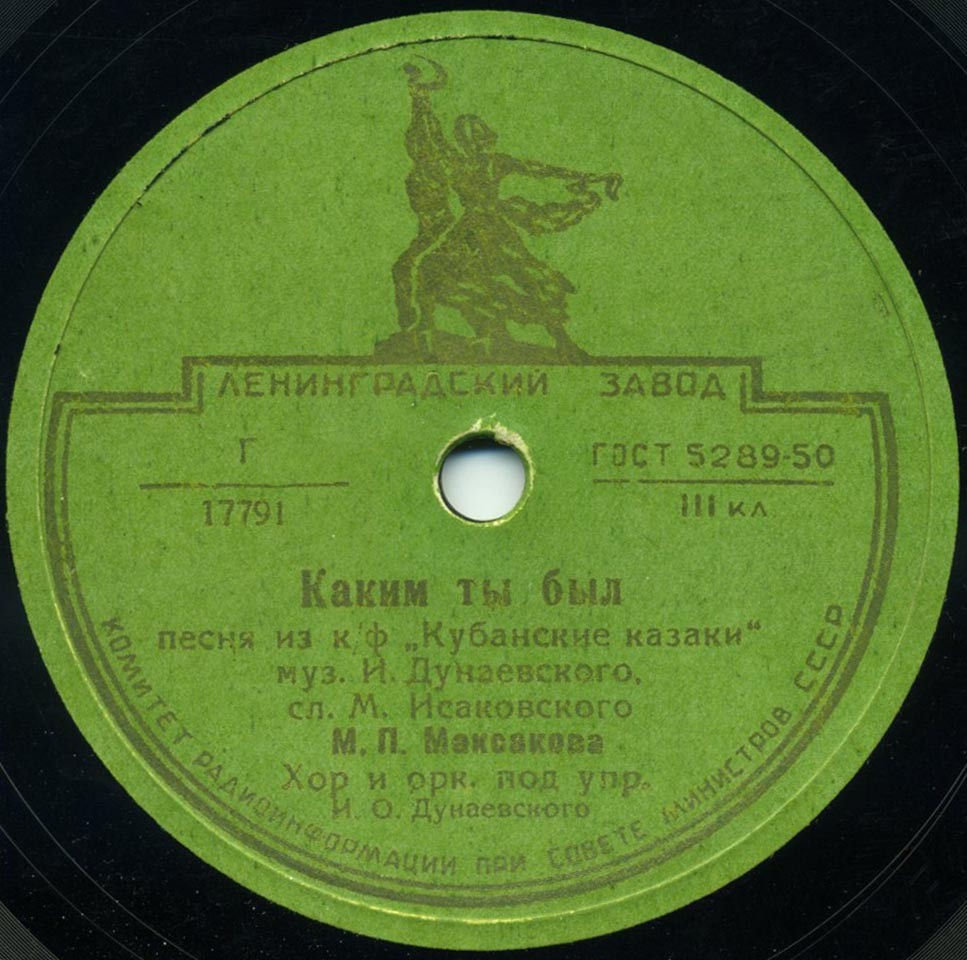 ЛЕНИНГРАДСКИЙ ЗАВОД
Г
17791
ГОСТ 5289-50
III кл
Каким ты был
песня из к/ф „Кубанские казаки“
муз. И. Дунаевского,
сл. М. Исаковского
М. П. Максакова
Хор и орк. под упр.
И. О. Дунаевского
КОМИТЕТ РАДИОИНФОРМАЦИИ ПРИ СОВЕТЕ МИНИСТРОВ СССР